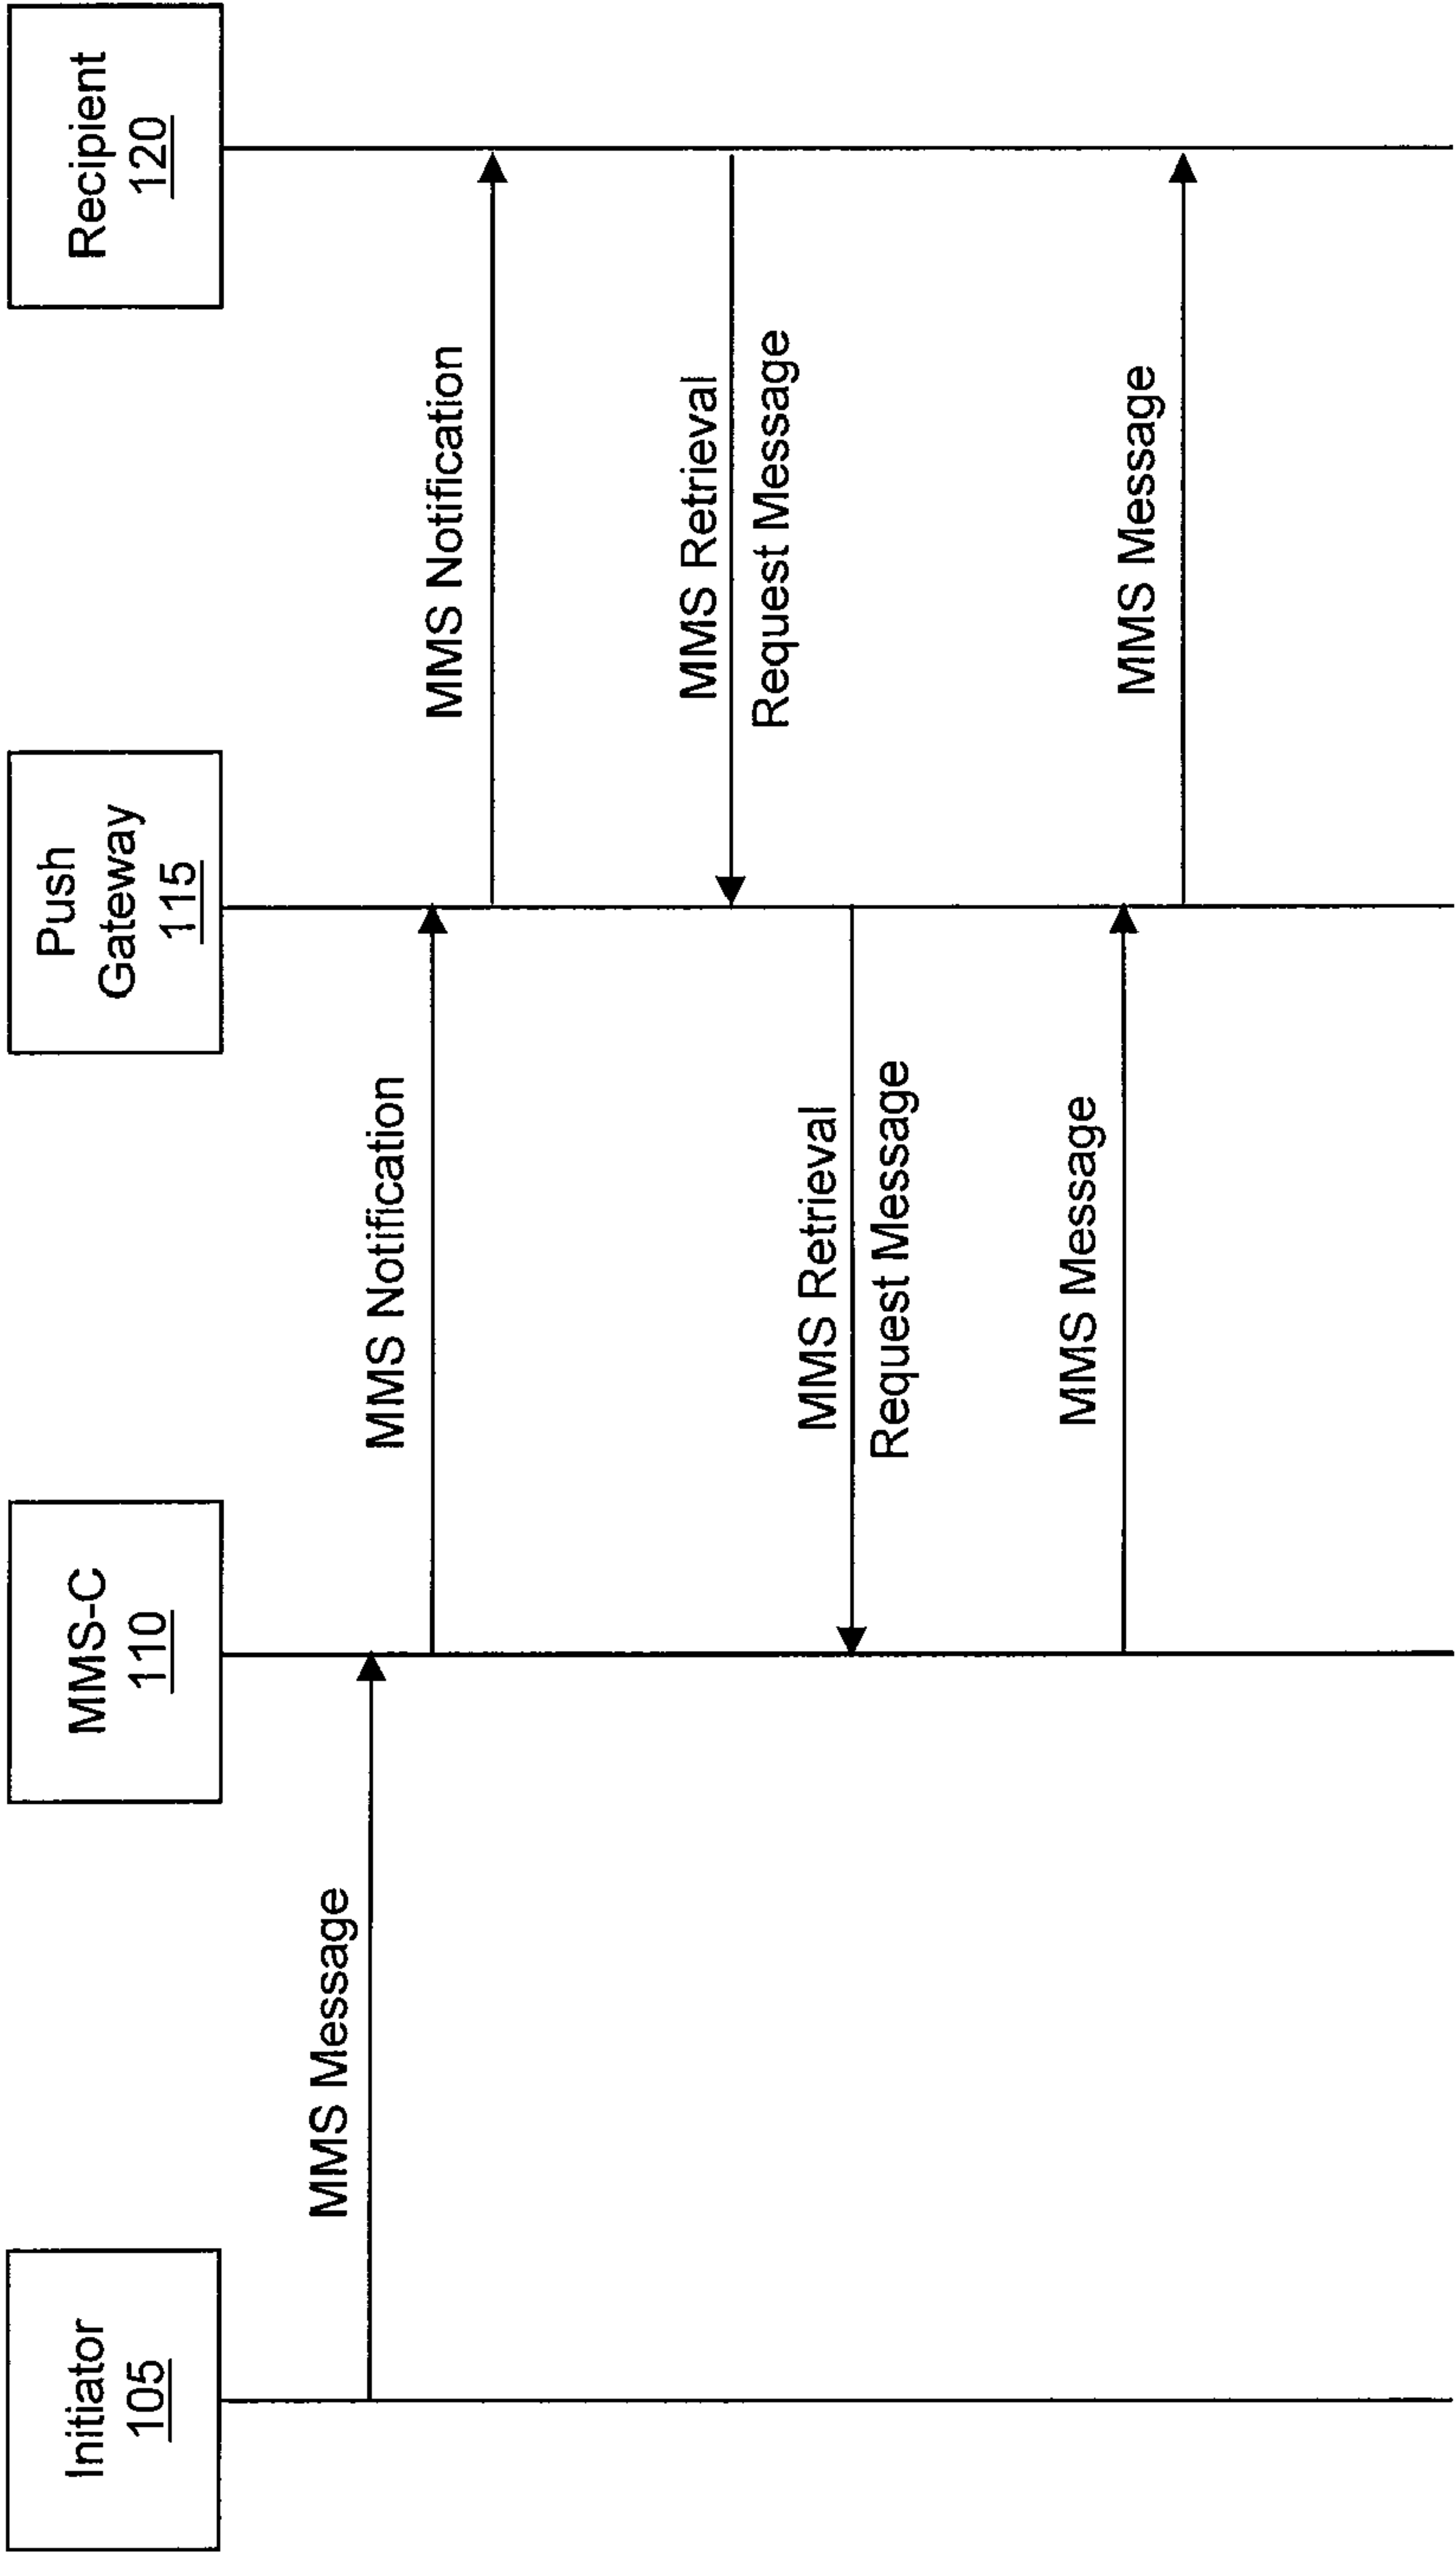 Initiator
105
MMS-C
110
Push
Gateway
115
Recipient
120
MMS Message
MMS Notification
MMS Notification
MMS Retrieval
Request Message
MMS Retrieval
Request Message
MMS Message
MMS Message